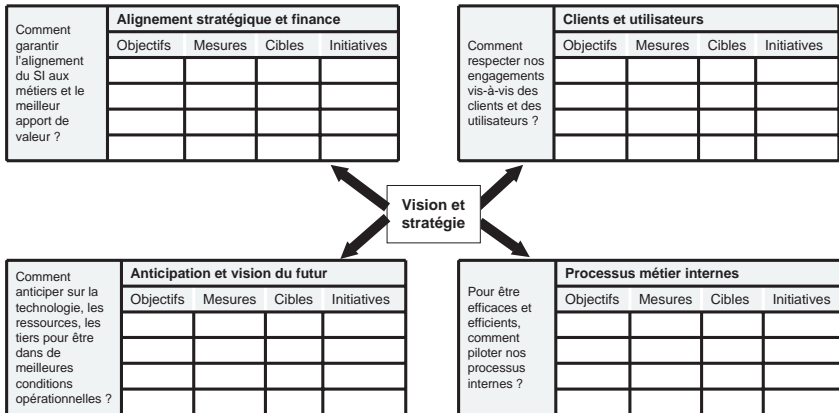 Comment
garantir
l'alignement
du SI aux
métiers et le
meilleur
apport de
valeur ?
Alignement stratégique et finance
Objectifs Mesures Cibles Initiatives
Comment
respecter nos
engagements
vis-à-vis des
clients et des
utilisateurs ?
Clients et utilisateurs
Objectifs Mesures Cibles Initiatives
Vision et
stratégie
Comment
anticiper sur la
technologie, les
ressources, les
tiers pour être
dans de
meilleures
conditions
opérationnelles ?
Anticipation et vision du futur
Objectifs Mesures Cibles Initiatives
Pour être
efficaces et
efficients,
comment
piloter nos
processus
internes ?
Processus métier internes
Objectifs Mesures Cibles Initiatives